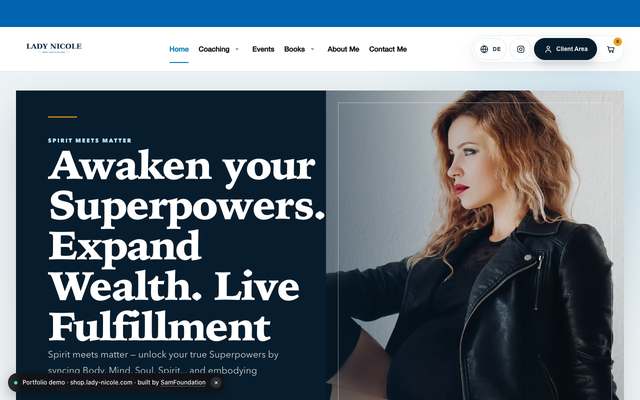 LADY NICOLE
Home
Coaching
Events
Books
About Me
Contact Me
DE
Client Area
0
SPIRIT MEETS MATTER
Awaken your
Superpowers.
Expand
Wealth. Live
Fulfillment
Spirit meets matter — unlock your true Superpowers by
syncing Body, Mind, Soul, Spirit... and embodying
Portfolio demo · shop.lady-nicole.com · built by SamFoundation
×